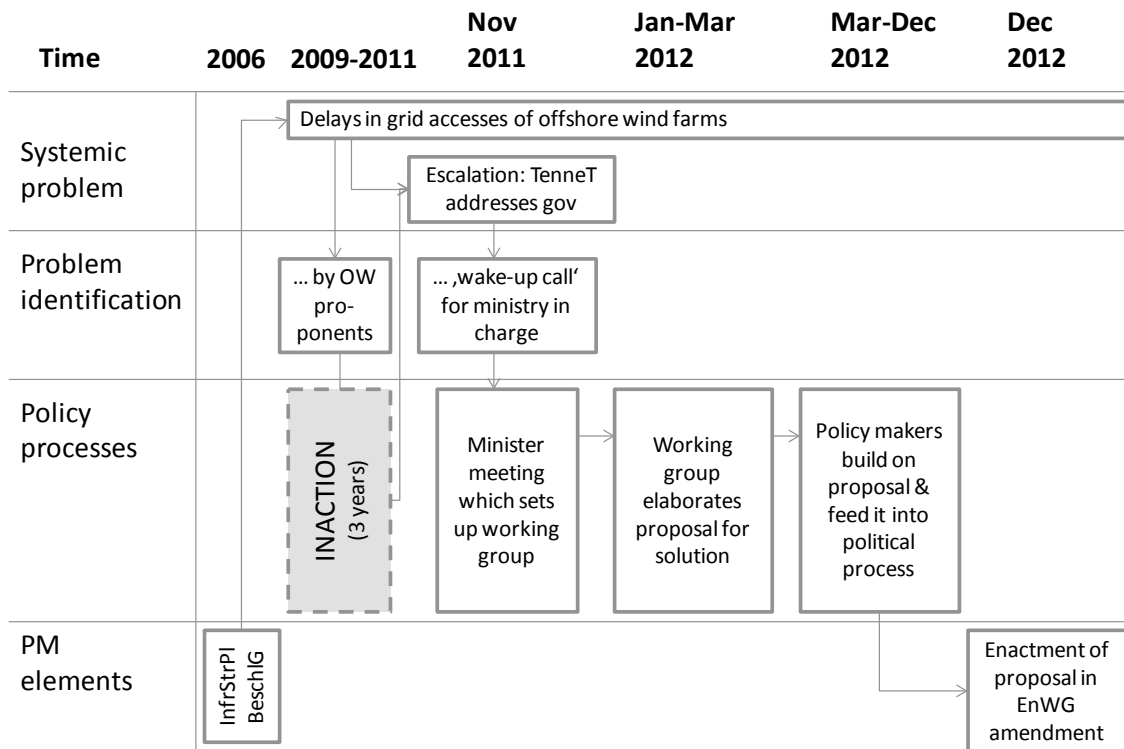 Time
2006
2009-2011
Nov
2011
Jan-Mar
2012
Mar-Dec
2012
Dec
2012
Systemic
problem
Delays in grid accesses of offshore wind farms
Escalation: TenneT
addresses gov
Problem
identification
... by OW
pro-
ponents
... ‚wake-up call‘
for ministry in
charge
Policy
processes
INACTION
(3 years)
Minister
meeting
which sets
up working
group
Working
group
elaborates
proposal for
solution
Policy makers
build on
proposal &
feed it into
political
process
PM
elements
InfrStrPl
BeschlG
Enactment of
proposal in
EnWG
amendment